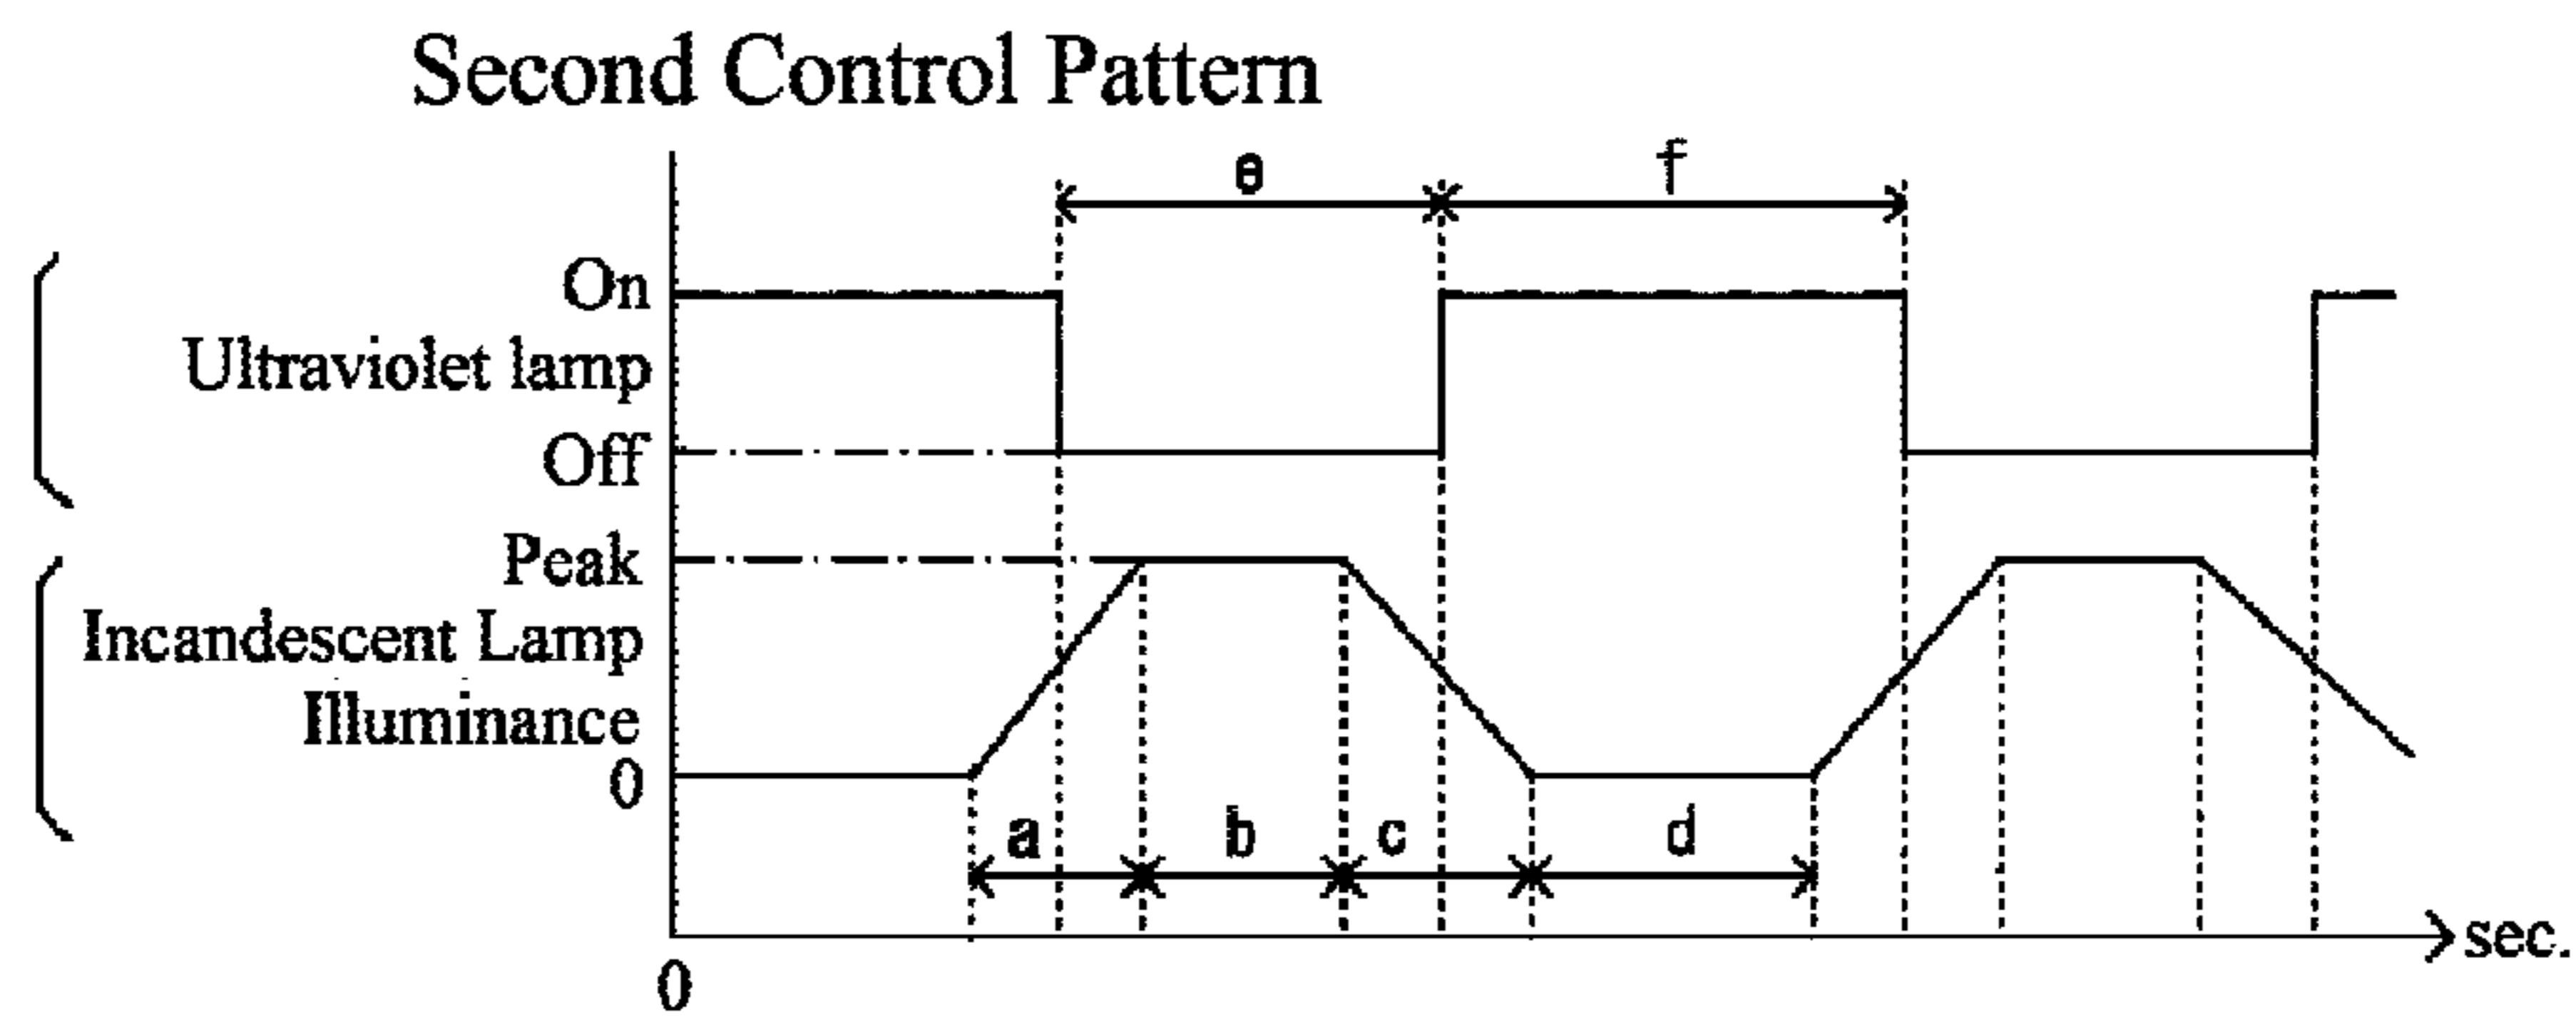 Second Control Pattern
e f
On
Ultraviolet lamp
Off
Peak
Incandescent Lamp
Illuminance
0
a b c d
sec.
0